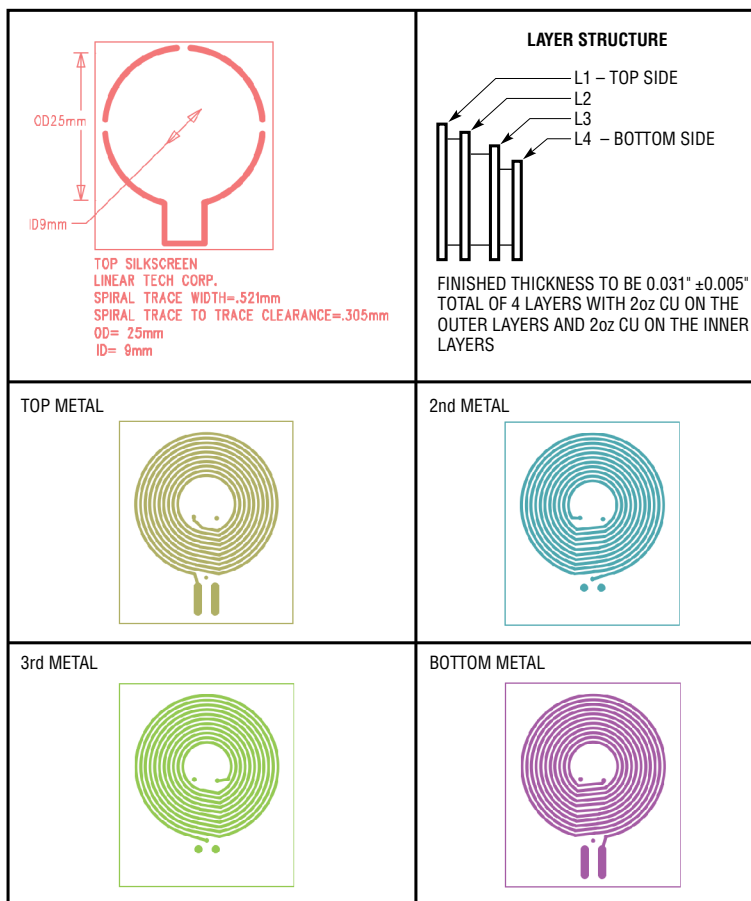 OD25mm
ID9mm
TOP SILKSCREEN
LINEAR TECH CORP.
SPIRAL TRACE WIDTH=.521mm
SPIRAL TRACE TO TRACE CLEARANCE=.305mm
OD= 25mm
ID= 9mm
LAYER STRUCTURE
L1 – TOP SIDE
L2
L3
L4 – BOTTOM SIDE
FINISHED THICKNESS TO BE 0.031" ±0.005"
TOTAL OF 4 LAYERS WITH 2oz CU ON THE
OUTER LAYERS AND 2oz CU ON THE INNER
LAYERS
TOP METAL
2nd METAL
3rd METAL
BOTTOM METAL